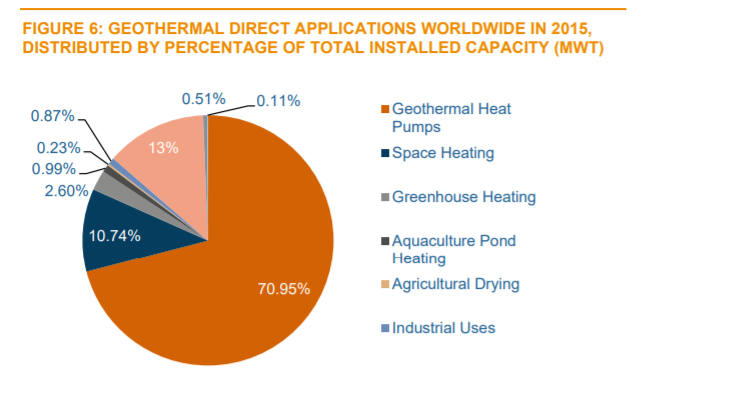 FIGURE 6: GEOTHERMAL DIRECT APPLICATIONS WORLDWIDE IN 2015,
DISTRIBUTED BY PERCENTAGE OF TOTAL INSTALLED CAPACITY (MWT)
0.51%
0.11%
0.87%
13%
0.23%
0.99%
2.60%
10.74%
70.95%
Geothermal Heat
Pumps
Space Heating
Greenhouse Heating
Aquaculture Pond
Heating
Agricultural Drying
Industrial Uses